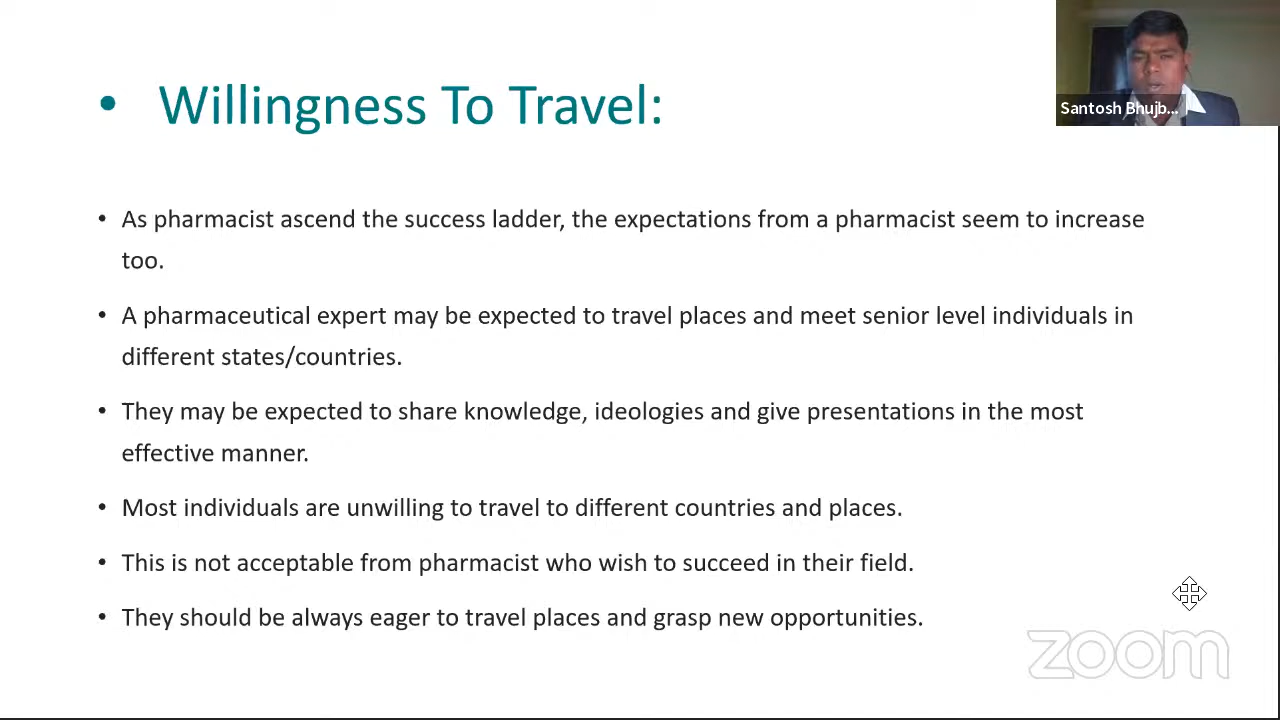 • Willingness To Travel:
Santosh Bhujb...
• As pharmacist ascend the success ladder, the expectations from a pharmacist seem to increase
too.
• A pharmaceutical expert may be expected to travel places and meet senior level individuals in
different states/countries.
• They may be expected to share knowledge, ideologies and give presentations in the most
effective manner.
• Most individuals are unwilling to travel to different countries and places.
• This is not acceptable from pharmacist who wish to succeed in their field.
• They should be always eager to travel places and grasp new opportunities.
zoom